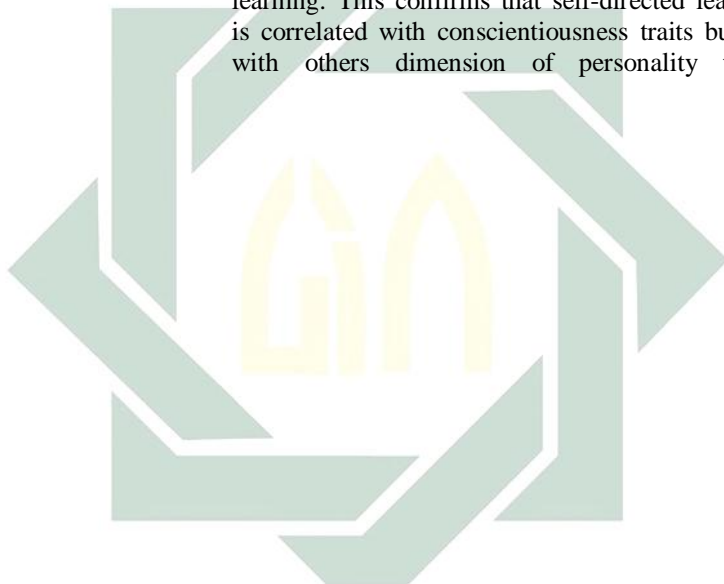 learning. This confirms that self-directed lea
is correlated with conscientiousness traits bu
with others dimension of personality